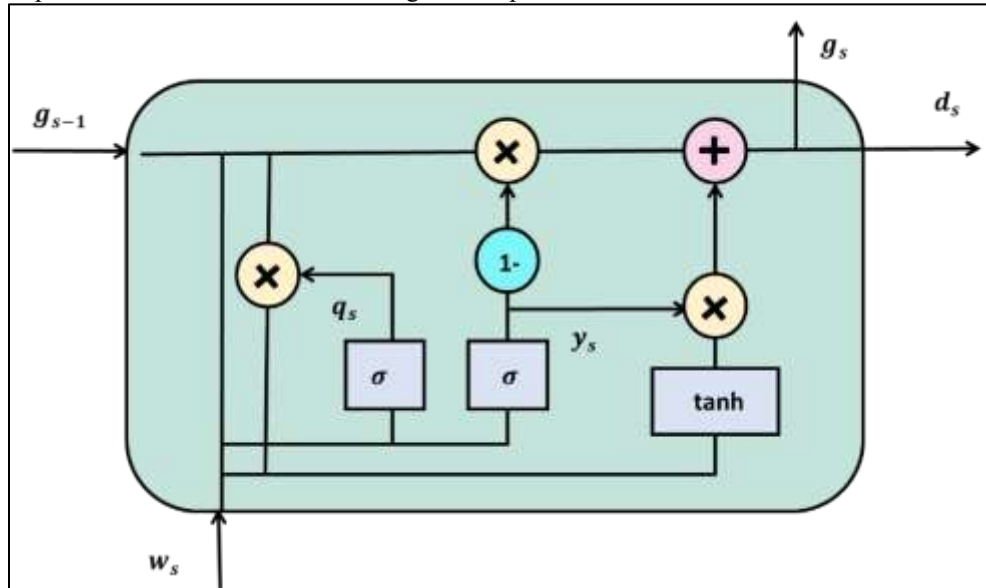 g_s
d_s
g_{s-1}
×
+
1-
×
×
q_s
y_s
σ
σ
tanh
w_s